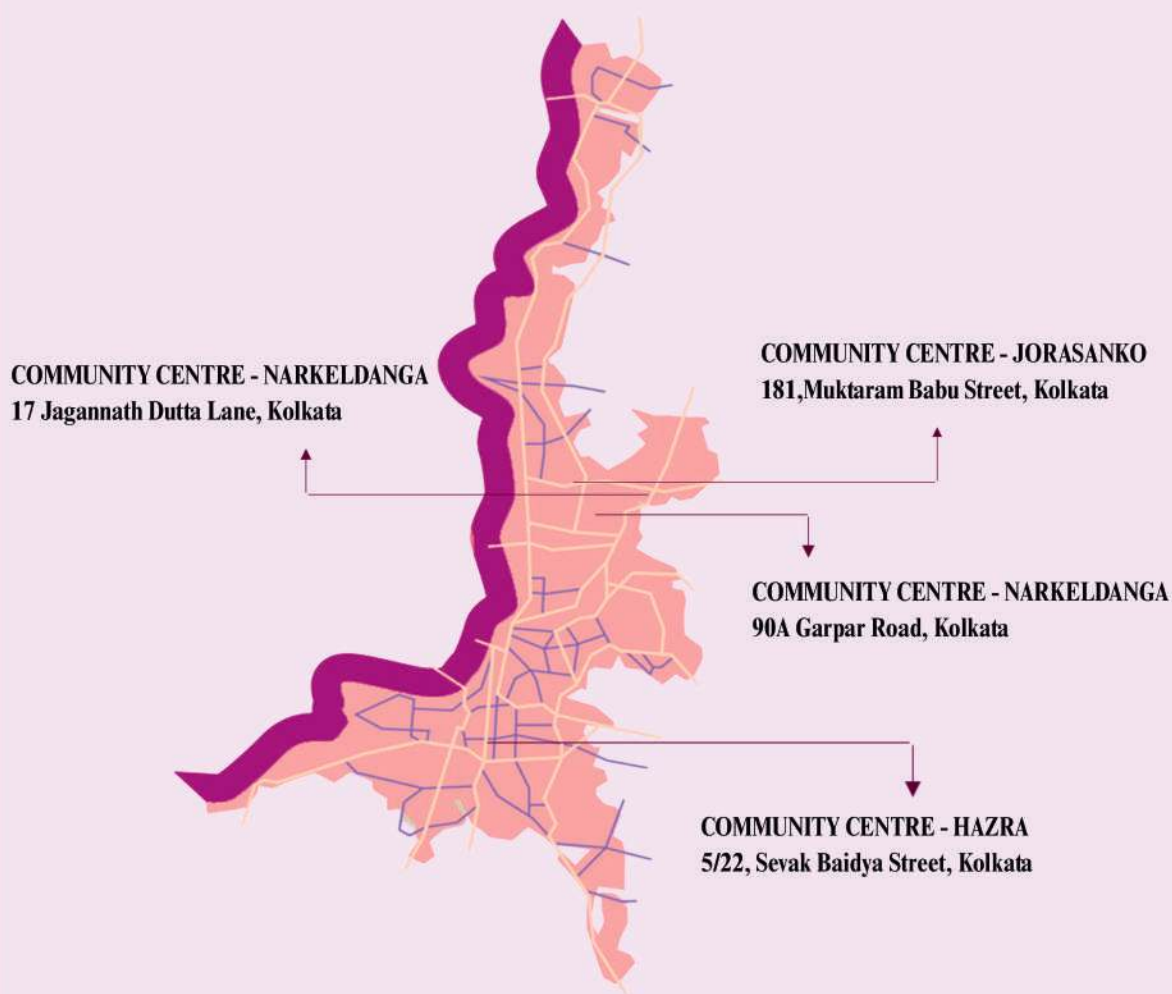 COMMUNITY CENTRE - JORASANKO
181,Muktaram Babu Street, Kolkata
COMMUNITY CENTRE - NARKELDANGA
17 Jagannath Dutta Lane, Kolkata
COMMUNITY CENTRE - NARKELDANGA
90A Garpar Road, Kolkata
COMMUNITY CENTRE - HAZRA
5/22, Sevak Baidya Street, Kolkata